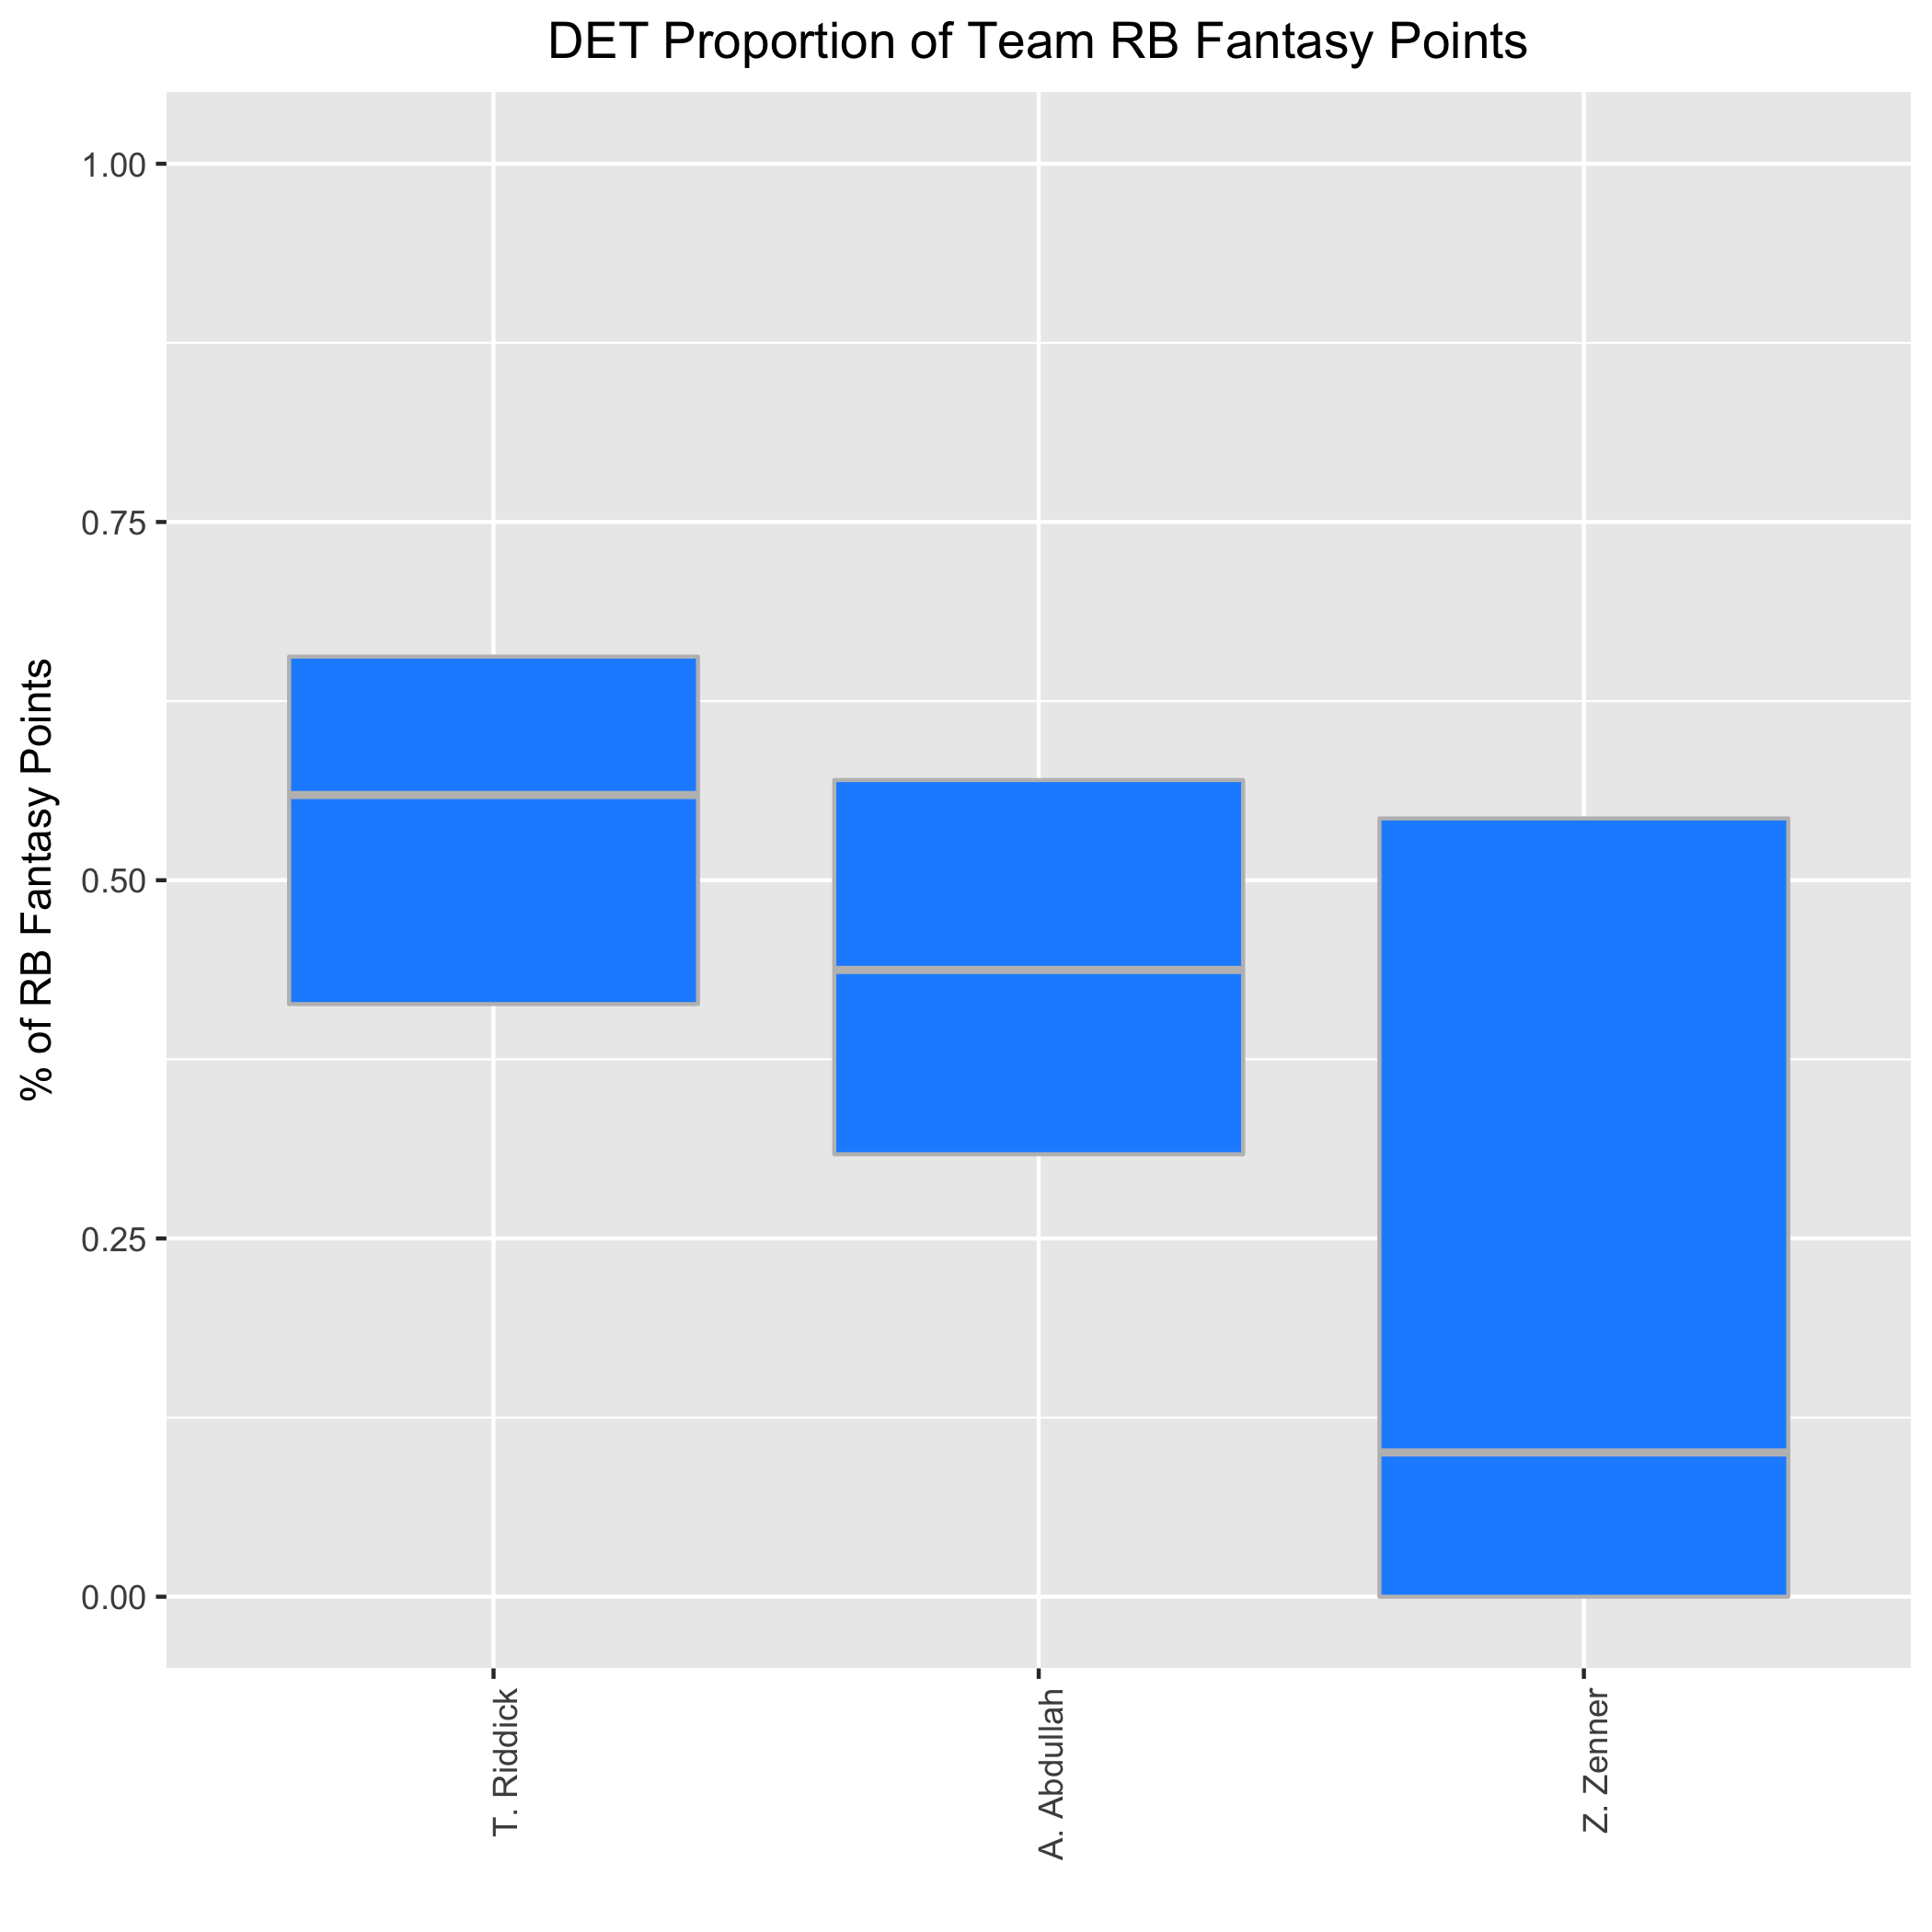 DET Proportion of Team RB Fantasy Points
% of RB Fantasy Points
1.00
0.75
0.50
0.25
0.00
T. Riddick
A. Abdullah
Z. Zenner